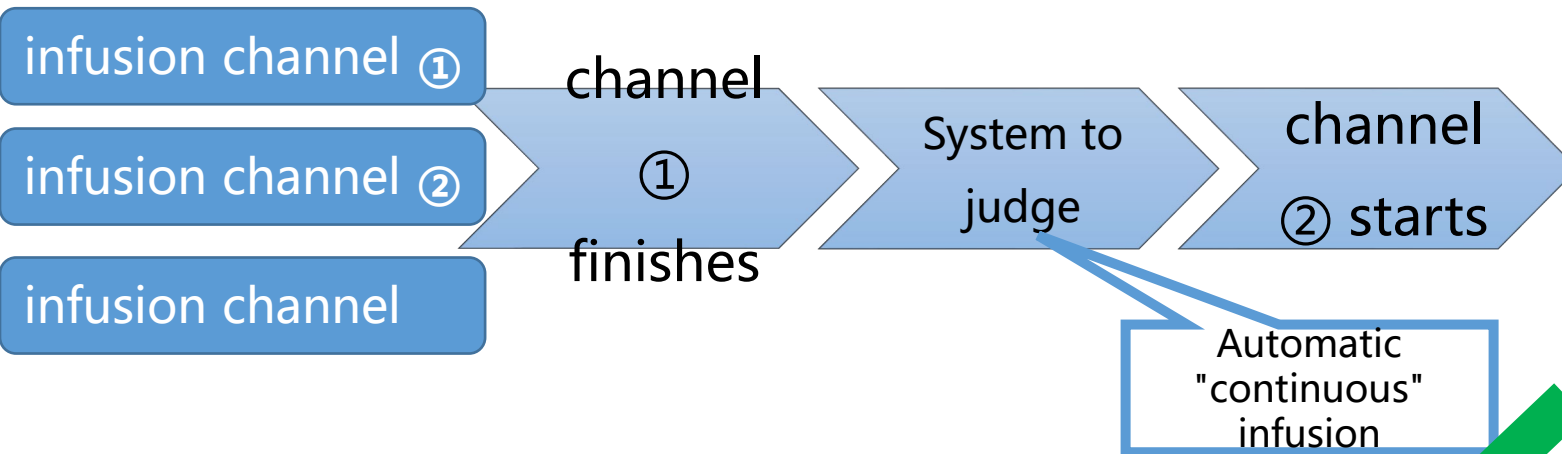 infusion channel ①
infusion channel ②
infusion channel
channel
①
finishes
System to
judge
channel
② starts
Automatic
"continuous"
infusion